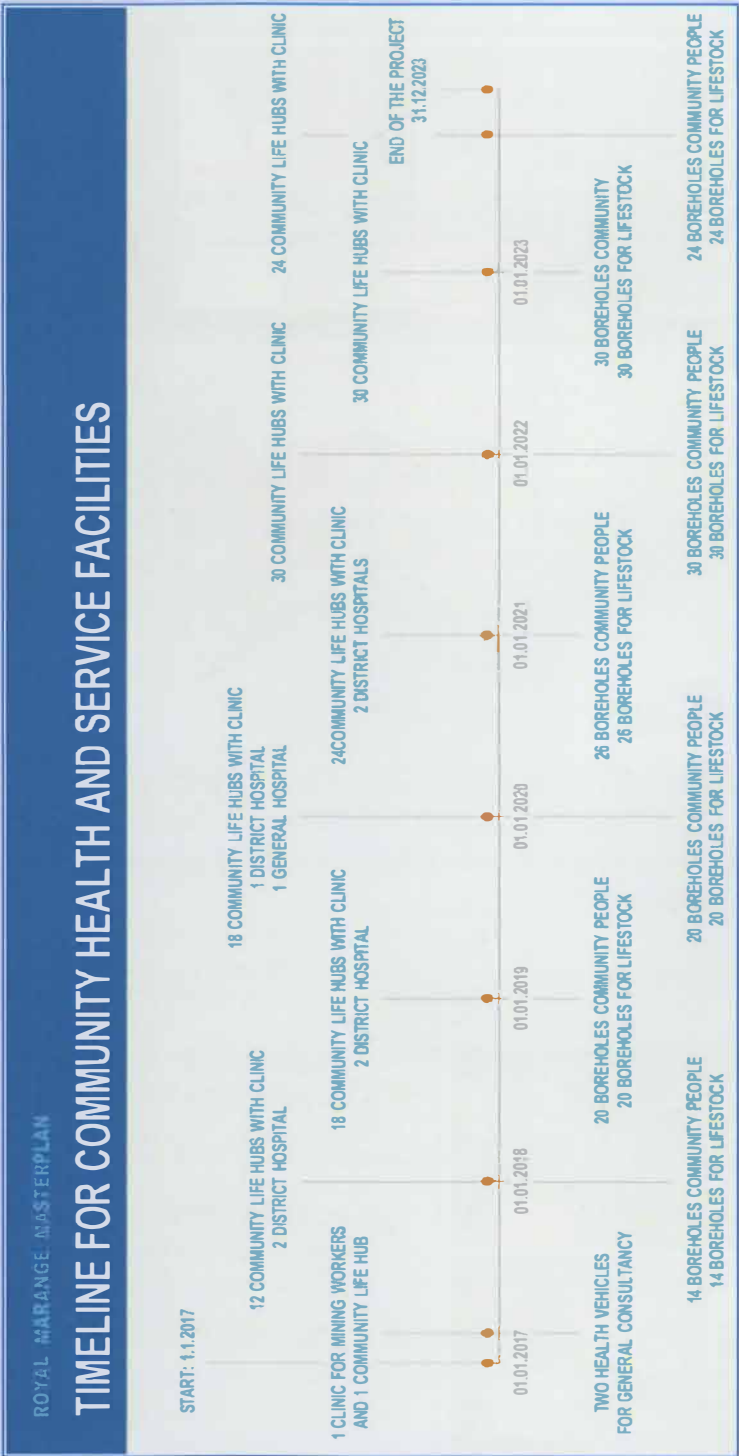 ROYAL MARANGE MASTERPLAN
TIMELINE FOR COMMUNITY HEALTH AND SERVICE FACILITIES
START: 1.1.2017
1 CLINIC FOR MINING WORKERS
AND 1 COMMUNITY LIFE HUB
12 COMMUNITY LIFE HUBS WITH CLINIC
2 DISTRICT HOSPITAL
18 COMMUNITY LIFE HUBS WITH CLINIC
2 DISTRICT HOSPITAL
18 COMMUNITY LIFE HUBS WITH CLINIC
1 DISTRICT HOSPITAL
1 GENERAL HOSPITAL
24COMMUNITY LIFE HUBS WITH CLINIC
2 DISTRICT HOSPITALS
30 COMMUNITY LIFE HUBS WITH CLINIC
30 COMMUNITY LIFE HUBS WITH CLINIC
24 COMMUNITY LIFE HUBS WITH CLINIC
END OF THE PROJECT
31.12.2023
01.01.2017
01.01.2018
01.01.2019
01.01.2020
01.01.2021
01.01.2022
01.01.2023
TWO HEALTH VEHICLES
FOR GENERAL CONSULTANCY
14 BOREHOLES COMMUNITY PEOPLE
14 BOREHOLES FOR LIFESTOCK
20 BOREHOLES COMMUNITY PEOPLE
20 BOREHOLES FOR LIFESTOCK
20 BOREHOLES COMMUNITY PEOPLE
20 BOREHOLES FOR LIFESTOCK
26 BOREHOLES COMMUNITY PEOPLE
26 BOREHOLES FOR LIFESTOCK
30 BOREHOLES COMMUNITY PEOPLE
30 BOREHOLES FOR LIFESTOCK
30 BOREHOLES COMMUNITY
30 BOREHOLES FOR LIFESTOCK
24 BOREHOLES COMMUNITY PEOPLE
24 BOREHOLES FOR LIFESTOCK